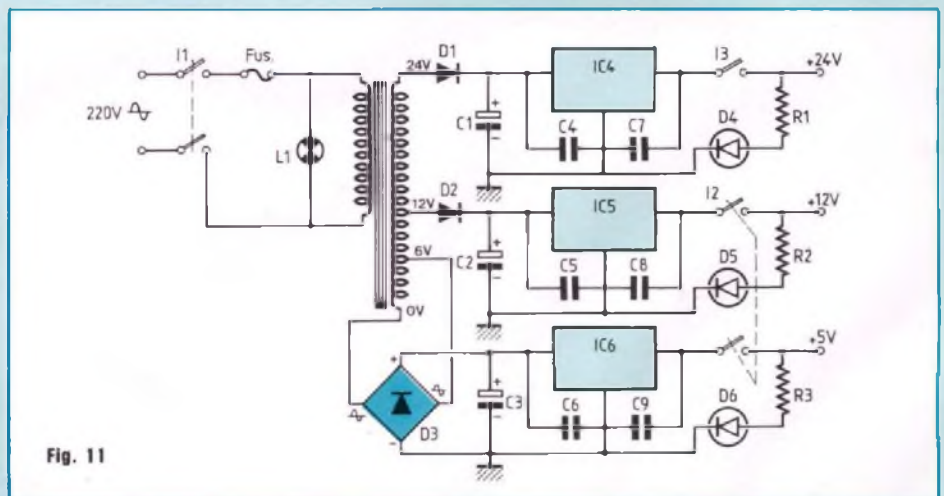 I1
Fus.
220V
L1
24V
12V
6V
0V
D1
C1
IC4
C4
C7
I3
+24V
D4
R1
D2
C2
IC5
C5
C8
I2
+12V
D5
R2
D3
C3
IC6
C6
C9
+5V
D6
R3
+
-
+
-
+
-
+
-
Fig. 11